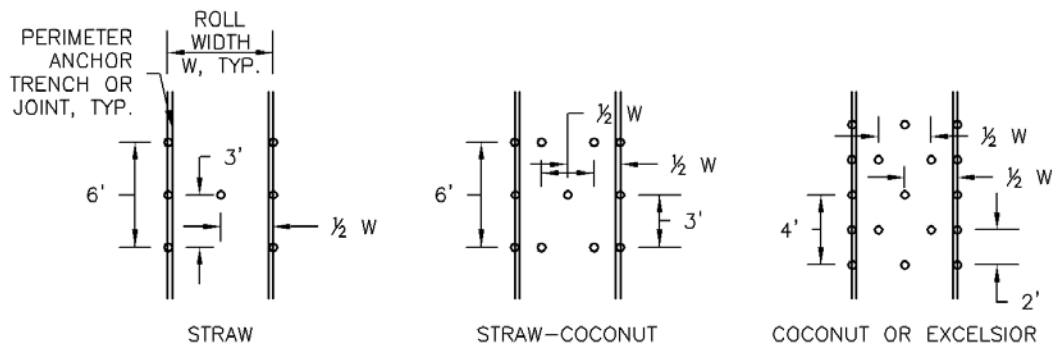 PERIMETER
ANCHOR
TRENCH OR
JOINT, TYP.
ROLL
WIDTH
W, TYP.
3'
6'
½ W
STRAW
½ W
½ W
6'
3'
STRAW-COCONUT
½ W
½ W
4'
2'
COCONUT OR EXCELSIOR